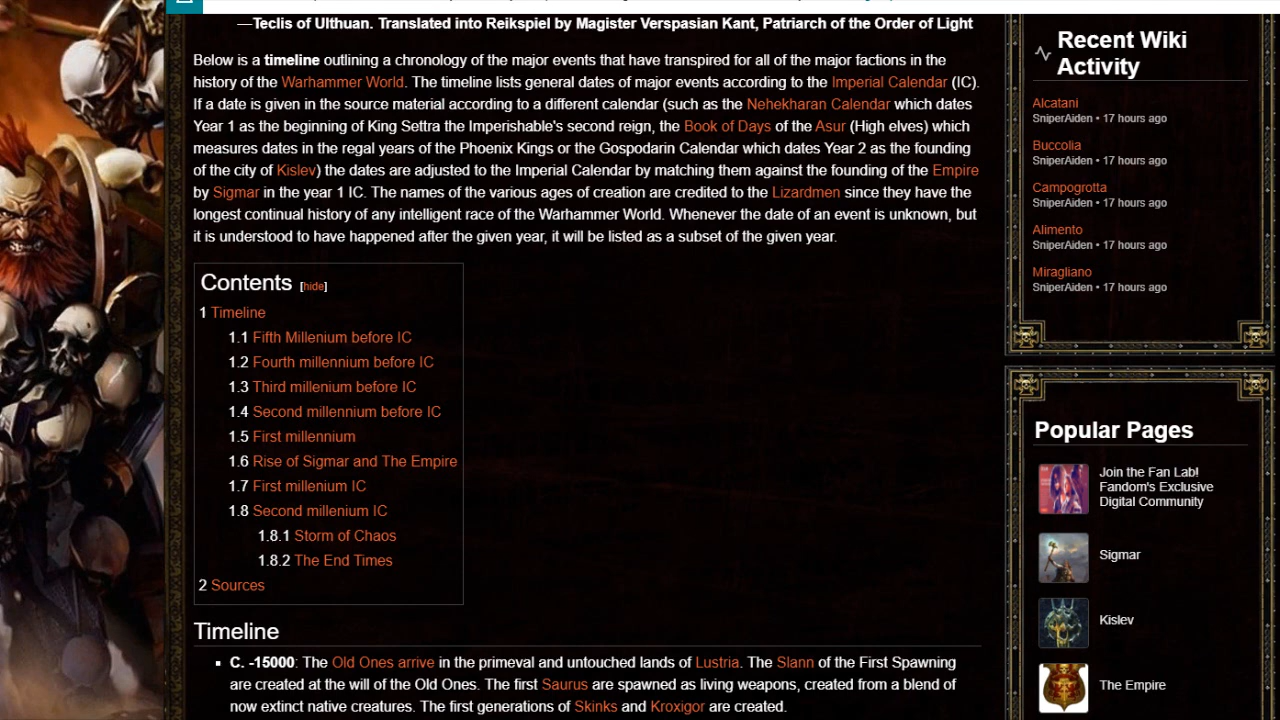 —Teclis of Ulthuan. Translated into Reikspiel by Magister Verspasian Kant, Patriarch of the Order of Light
Below is a timeline outlining a chronology of the major events that have transpired for all of the major factions in the
history of the Warhammer World. The timeline lists general dates of major events according to the Imperial Calendar (IC).
If a date is given in the source material according to a different calendar (such as the Nehekharan Calendar which dates
Year 1 as the beginning of King Settra the Imperishable's second reign, the Book of Days of the Asur (High elves) which
measures dates in the regal years of the Phoenix Kings or the Gospodarin Calendar which dates Year 2 as the founding
of the city of Kislev) the dates are adjusted to the Imperial Calendar by matching them against the founding of the Empire
by Sigmar in the year 1 IC. The names of the various ages of creation are credited to the Lizardmen since they have the
longest continual history of any intelligent race of the Warhammer World. Whenever the date of an event is unknown, but
it is understood to have happened after the given year, it will be listed as a subset of the given year.
Contents [hide]
1 Timeline
1.1 Fifth Millenium before IC
1.2 Fourth millennium before IC
1.3 Third millenium before IC
1.4 Second millennium before IC
1.5 First millennium
1.6 Rise of Sigmar and The Empire
1.7 First millenium IC
1.8 Second millenium IC
1.8.1 Storm of Chaos
1.8.2 The End Times
2 Sources
Timeline
▪ C. -15000: The Old Ones arrive in the primeval and untouched lands of Lustria. The Slann of the First Spawning
are created at the will of the Old Ones. The first Saurus are spawned as living weapons, created from a blend of
now extinct native creatures. The first generations of Skinks and Kroxigor are created.
Recent Wiki
Activity
Alcatani
SniperAiden • 17 hours ago
Buccolia
SniperAiden • 17 hours ago
Campogrotta
SniperAiden • 17 hours ago
Alimento
SniperAiden • 17 hours ago
Miragliano
SniperAiden • 17 hours ago
Popular Pages
Join the Fan Lab!
Fandom's Exclusive
Digital Community
Sigmar
Kislev
The Empire